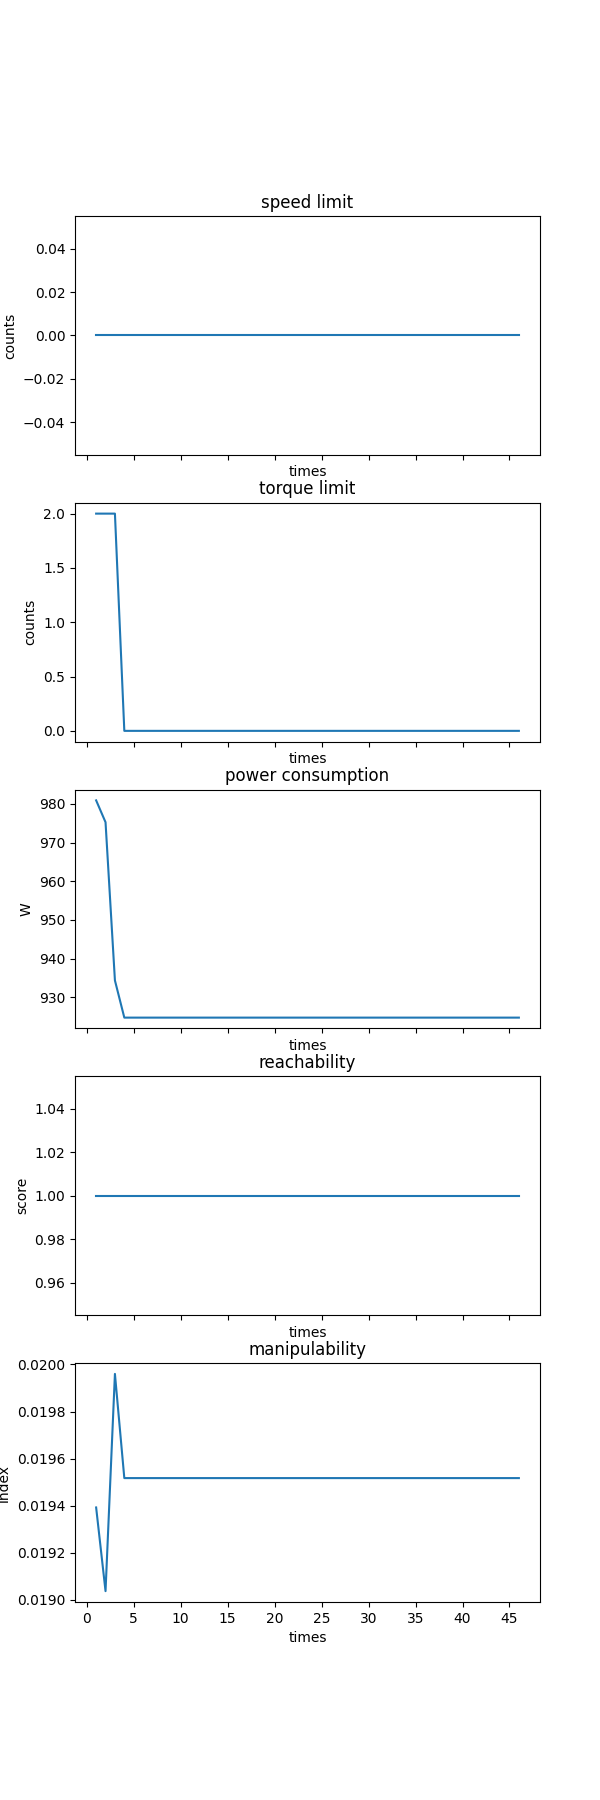 speed limit
counts
0.04
0.02
0.00
−0.02
−0.04
times
torque limit
counts
2.0
1.5
1.0
0.5
0.0
times
power consumption
W
980
970
960
950
940
930
times
reachability
score
1.04
1.02
1.00
0.98
0.96
times
manipulability
index
0.0200
0.0198
0.0196
0.0194
0.0192
0.0190
0 5 10 15 20 25 30 35 40 45
times